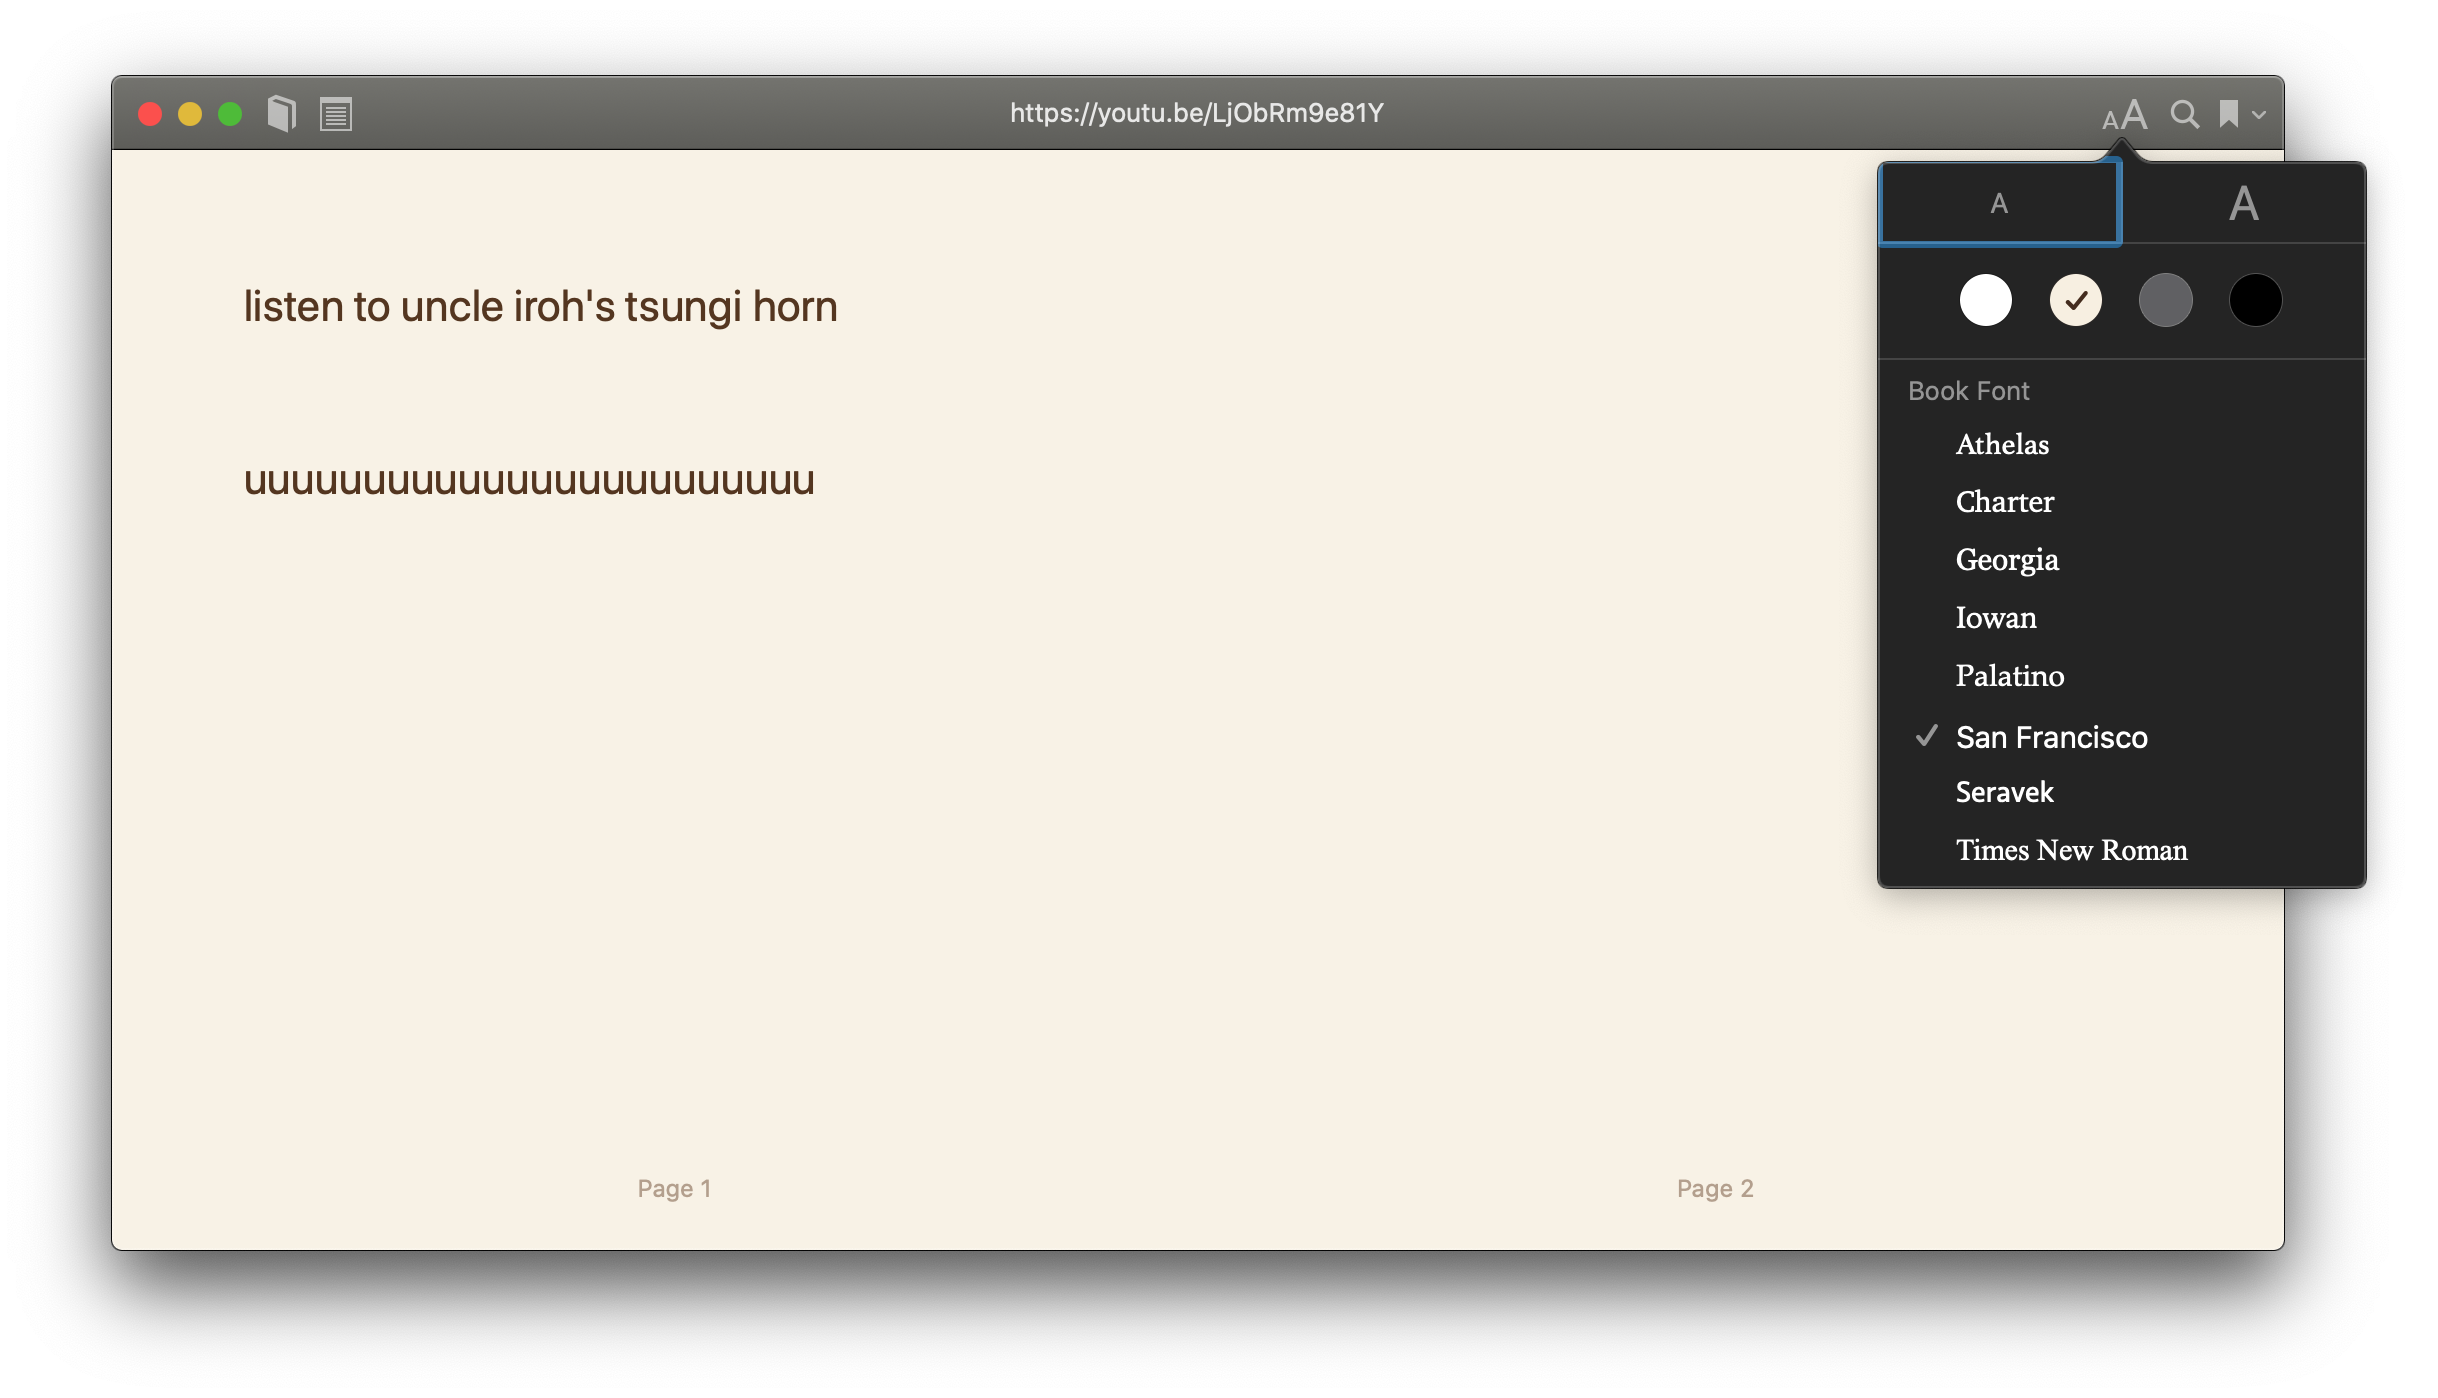 https://youtu.be/LjObRm9e81Y
AA
A A
listen to uncle iroh's tsungi horn
uuuuuuuuuuuuuuuuuuuuuuuu
Book Font
Athelas
Charter
Georgia
Iowan
Palatino
San Francisco
Seravek
Times New Roman
Page 1
Page 2